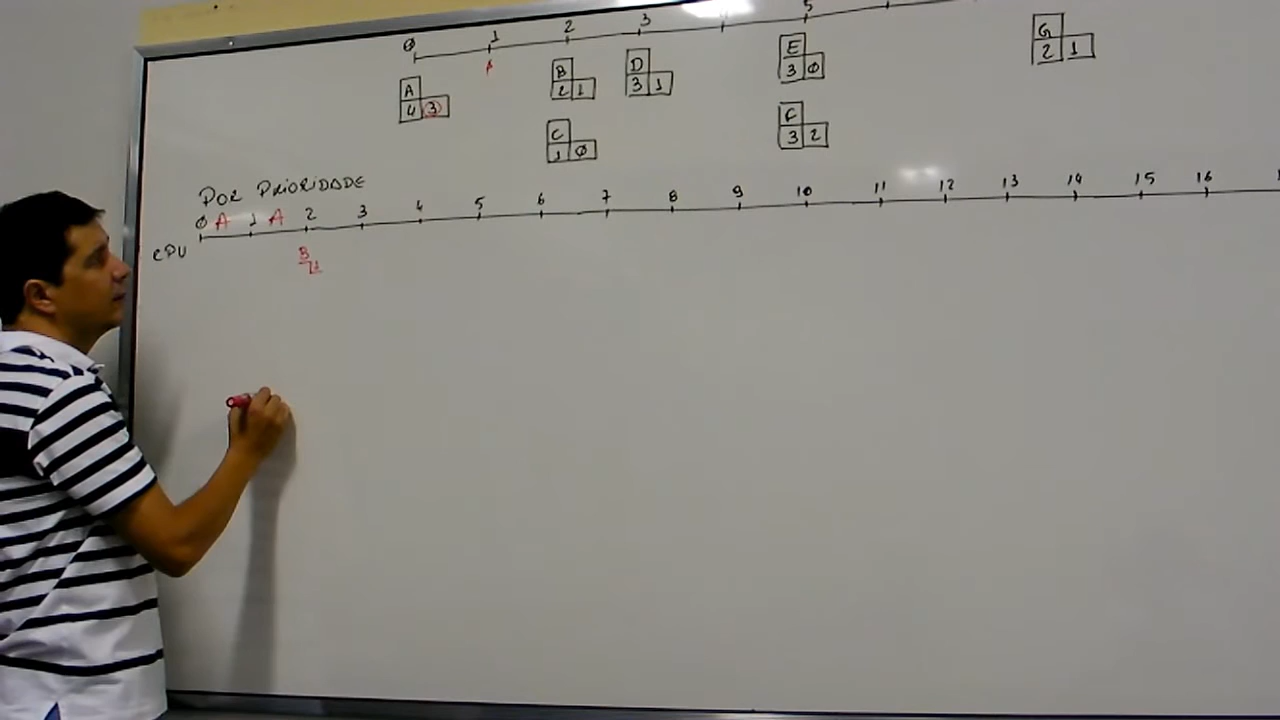 0 1 2 3 5
A 4 3
B 2 1
D 3 1
E 3 0
G 2 1
C 1 0
F 3 2
POR PRIORIDADE
0 A 1 A 2 3 4 5 6 7 8 9 10 11 12 13 14 15 16
CPU
B